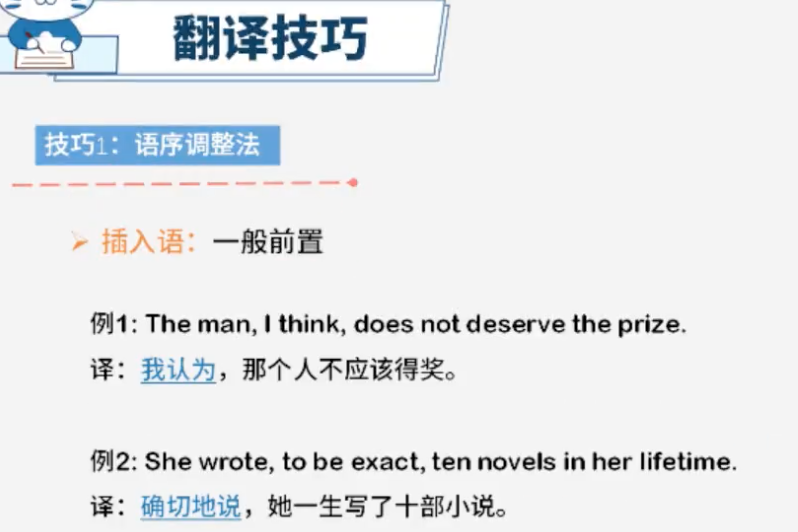 翻译技巧
技巧1：语序调整法
插入语：一般前置
例1: The man, I think, does not deserve the prize.
译：我认为，那个人不应该得奖。
例2: She wrote, to be exact, ten novels in her lifetime.
译：确切地说，她一生写了十部小说。